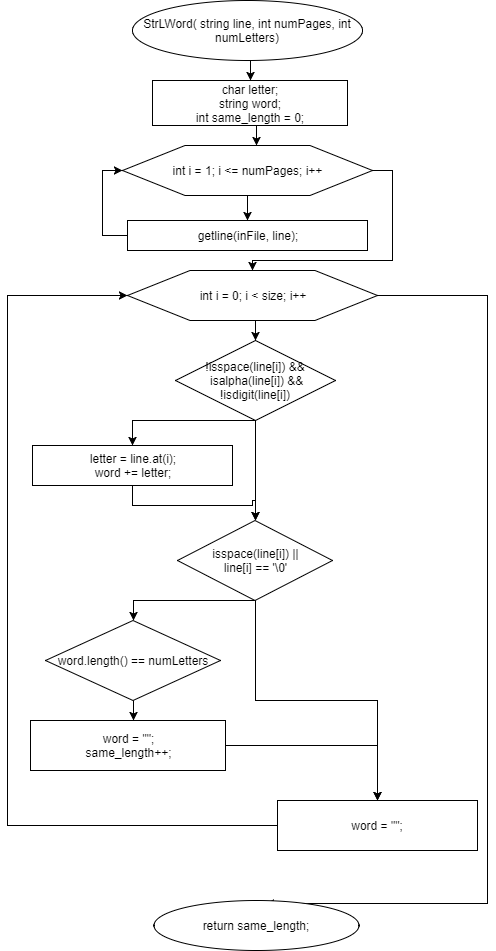 StrLWord( string line, int numPages, int
numLetters)
char letter;
string word;
int same_length = 0;
int i = 1; i <= numPages; i++
getline(inFile, line);
int i = 0; i < size; i++
!isspace(line[i]) &&
isalpha(line[i]) &&
!isdigit(line[i])
letter = line.at(i);
word += letter;
isspace(line[i]) ||
line[i] == '\0'
word.length() == numLetters
word = "";
same_length++;
word = "";
return same_length;